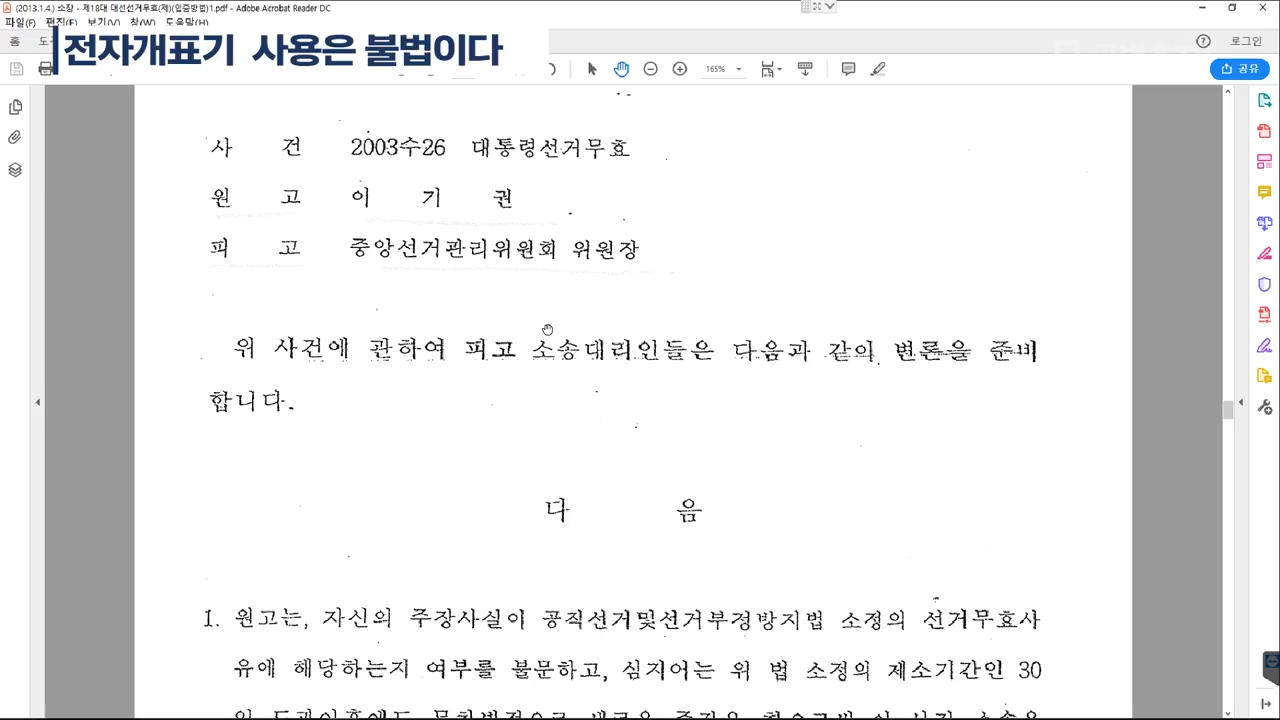 (2013.1.4.) 소장 - 제18대 대선선거무효(제)(입증방법)1.pdf - Adobe Acrobat Reader DC
파일(F) 편집(E) 보기(V) 창(W) 도움말(H)
홈 로그인
전자개표기 사용은 불법이다
165% 공유
사 건 2003수26 대통령선거무효
원 고 이 기 권
피 고 중앙선거관리위원회 위원장
위 사건에 관하여 피고 소송대리인들은 다음과 같의 변론을 준비
합니다.
다 음
1. 원고는, 자신의 주장사실이 공직선거및선거부정방지법 소정의 선거무효사
유에 해당하는지 여부를 불문하고, 심지어는 위 법 소정의 제소기간인 30